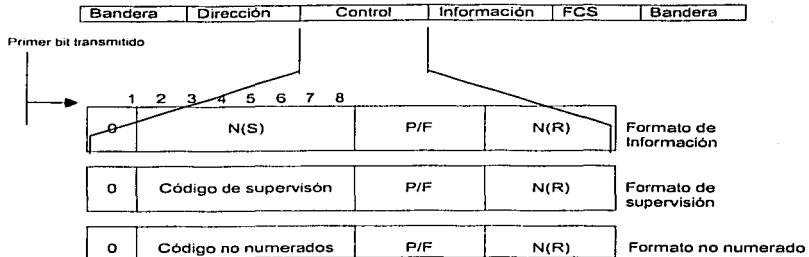 Bandera Dirección Control Información FCS Bandera
Primer bit transmitido
1 2 3 4 5 6 7 8
0 N(S) P/F N(R) Formato de
Información
0 Código de supervisón P/F N(R) Formato de
supervisión
0 Código no numerados P/F N(R) Formato no numerado